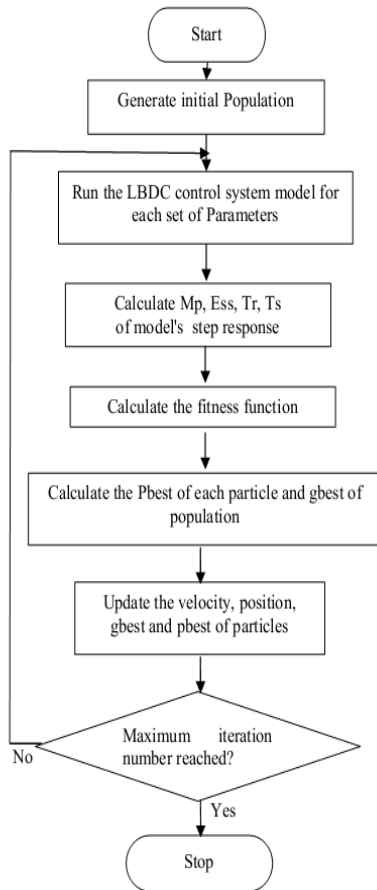 Start
Generate initial Population
Run the LBDC control system model for
each set of Parameters
Calculate Mp, Ess, Tr, Ts
of model's step response
Calculate the fitness function
Calculate the Pbest of each particle and gbest of
population
Update the velocity, position,
gbest and pbest of particles
Maximum iteration
number reached?
No
Yes
Stop